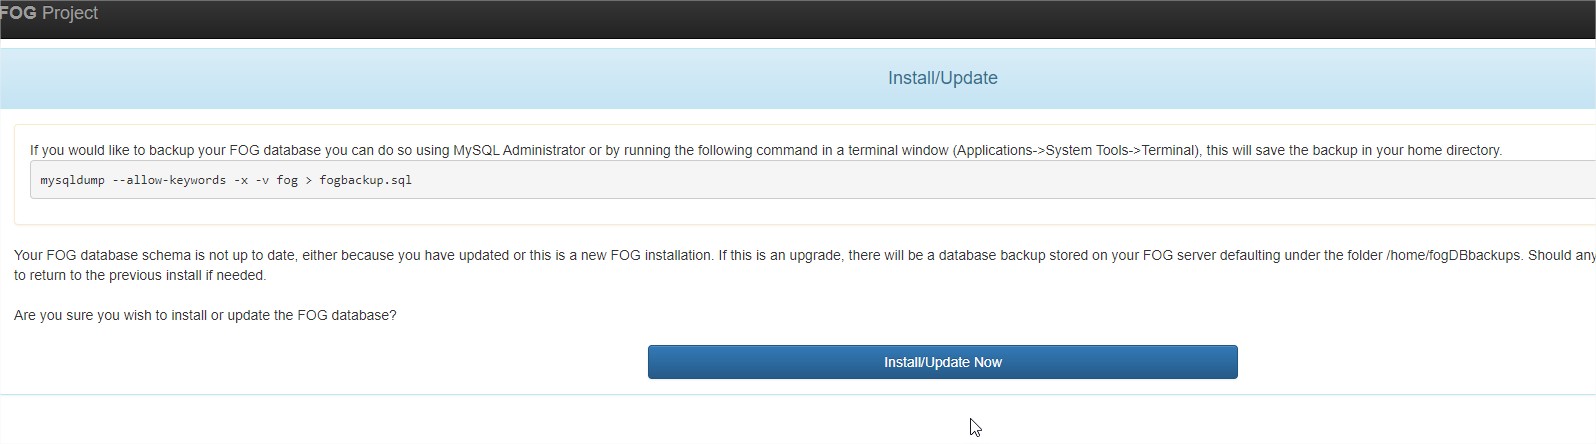 FOG Project
Install/Update
If you would like to backup your FOG database you can do so using MySQL Administrator or by running the following command in a terminal window (Applications->System Tools->Terminal), this will save the backup in your home directory.
mysqldump --allow-keywords -x -v fog > fogbackup.sql
Your FOG database schema is not up to date, either because you have updated or this is a new FOG installation. If this is an upgrade, there will be a database backup stored on your FOG server defaulting under the folder /home/fogDBbackups. Should any
to return to the previous install if needed.
Are you sure you wish to install or update the FOG database?
Install/Update Now